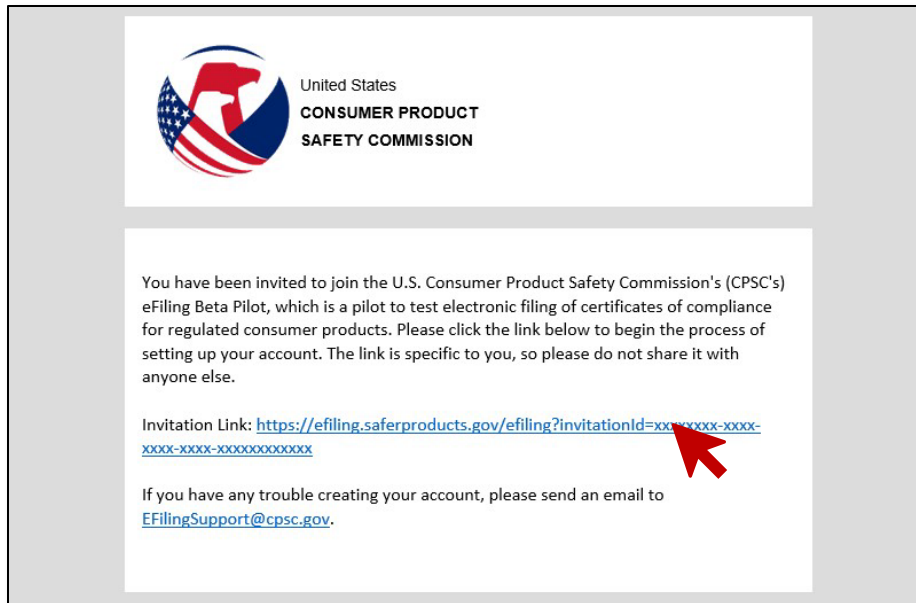 United States
CONSUMER PRODUCT
SAFETY COMMISSION
You have been invited to join the U.S. Consumer Product Safety Commission's (CPSC's)
eFiling Beta Pilot, which is a pilot to test electronic filing of certificates of compliance
for regulated consumer products. Please click the link below to begin the process of
setting up your account. The link is specific to you, so please do not share it with
anyone else.
Invitation Link: https://efiling.saferproducts.gov/efiling?invitationId=xxxxxxxx-xxxx-
xxxx-xxxx-xxxxxxxxxxxx
If you have any trouble creating your account, please send an email to
EFilingSupport@cpsc.gov.